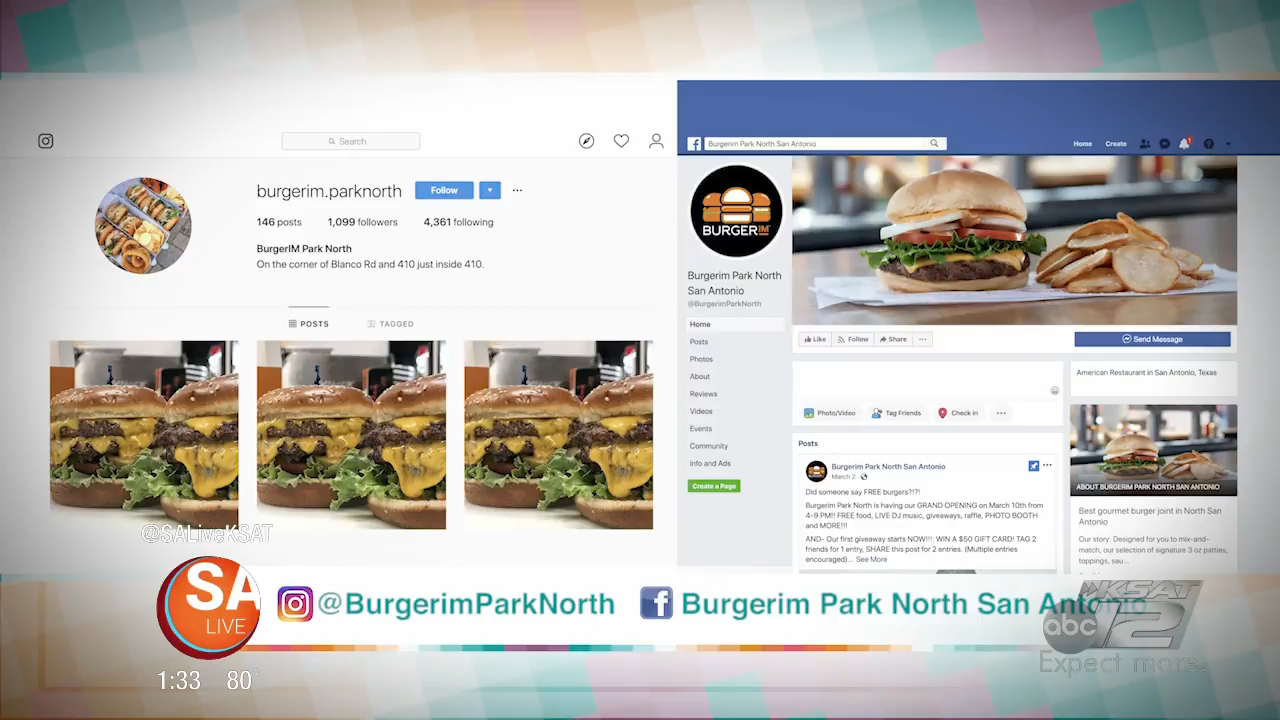 Search
burgerim.parknorth Follow
146 posts 1,099 followers 4,361 following
BurgerIM Park North
On the corner of Blanco Rd and 410 just inside 410.
POSTS TAGGED
@SALiveKSAT
Burgerim Park North San Antonio
Home Create
BURGERIM
Burgerim Park North
San Antonio
@BurgerimParkNorth
Home
Posts
Photos
About
Reviews
Videos
Events
Community
Info and Ads
Create a Page
Like Follow Share
Send Message
Photo/Video Tag Friends Check in
Posts
Burgerim Park North San Antonio
March 2
Did someone say FREE burgers?!?!
Burgerim Park North is having our GRAND OPENING on March 10th from
4-9 PM!! FREE food, LIVE DJ music, giveaways, raffle, PHOTO BOOTH
and MORE!!!
AND- Our first giveaway starts NOW!!!: WIN A $50 GIFT CARD! TAG 2
friends for 1 entry, SHARE this post for 2 entries. (Multiple entries
encouraged)... See More
American Restaurant in San Antonio, Texas
ABOUT BURGERIM PARK NORTH SAN ANTONIO
Best gourmet burger joint in North San
Antonio
Our story: Designed for you to mix-and-
match, our selection of signature 3 oz patties,
toppings, sau...
SA
LIVE
@BurgerimParkNorth Burgerim Park North San Antonio
KSAT
abc 12
Expect more.
1:33 80°